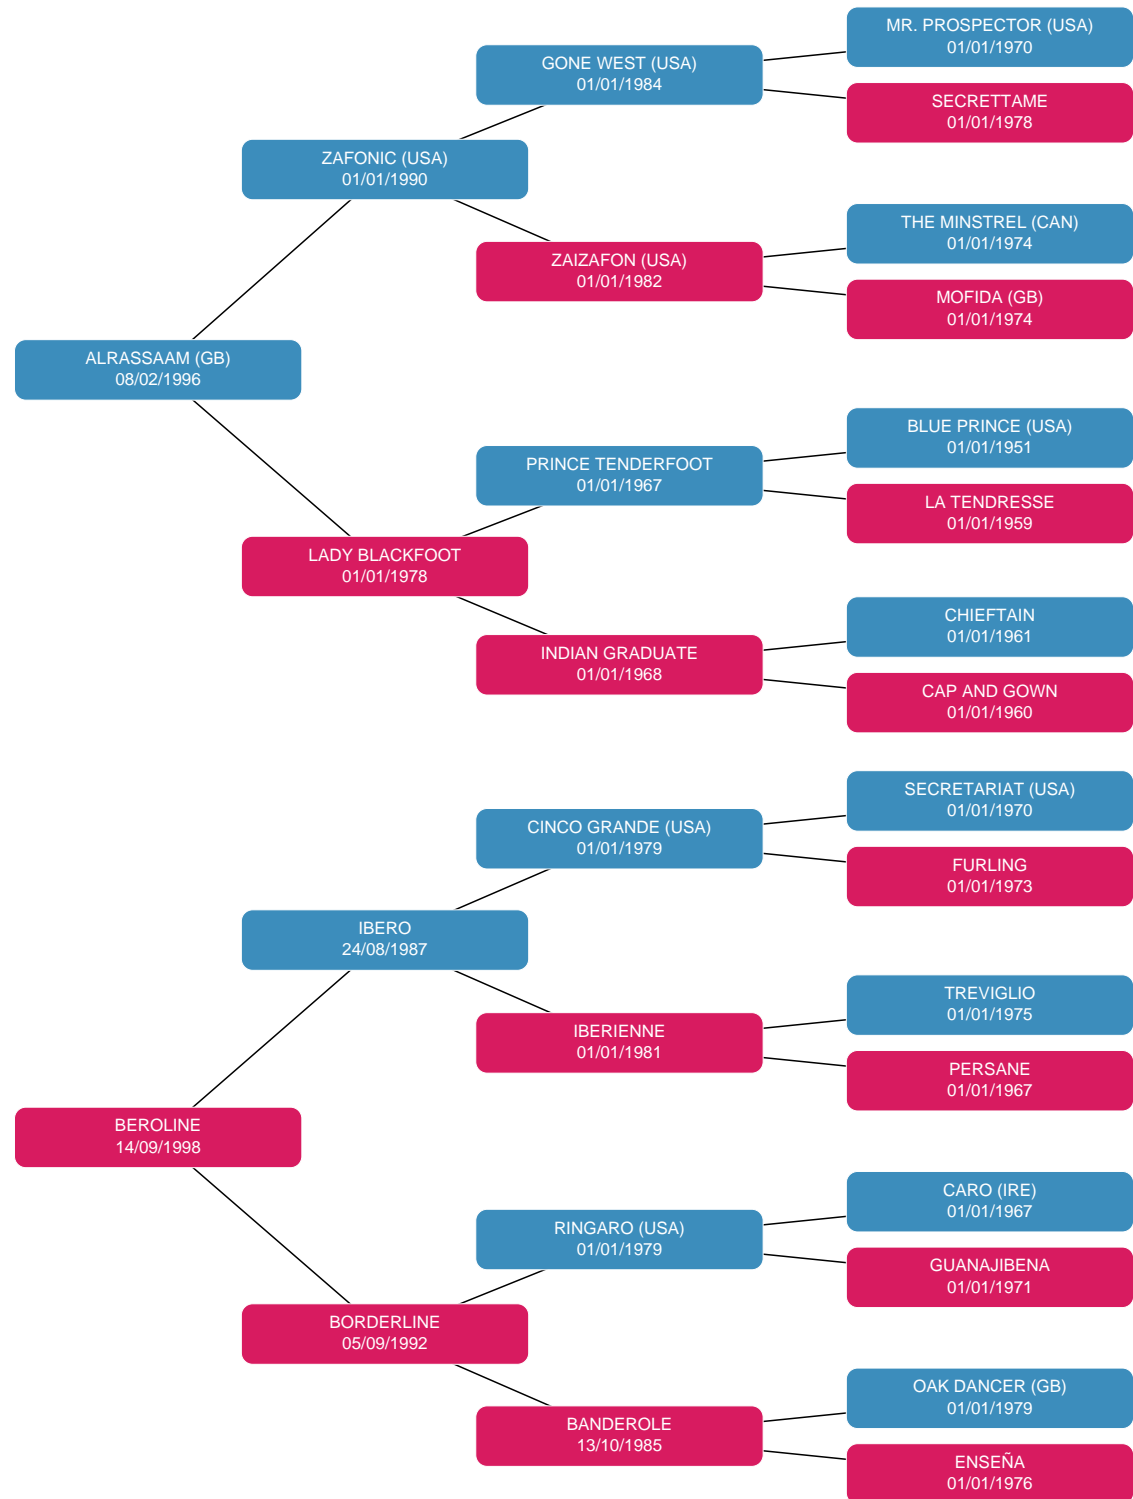 MR. PROSPECTOR (USA)
01/01/1970
GONE WEST (USA)
01/01/1984
SECRETTAME
01/01/1978
ZAFONIC (USA)
01/01/1990
THE MINSTREL (CAN)
01/01/1974
ZAIZAFON (USA)
01/01/1982
MOFIDA (GB)
01/01/1974
ALRASSAAM (GB)
08/02/1996
BLUE PRINCE (USA)
01/01/1951
PRINCE TENDERFOOT
01/01/1967
LA TENDRESSE
01/01/1959
LADY BLACKFOOT
01/01/1978
CHIEFTAIN
01/01/1961
INDIAN GRADUATE
01/01/1968
CAP AND GOWN
01/01/1960
SECRETARIAT (USA)
01/01/1970
CINCO GRANDE (USA)
01/01/1979
FURLING
01/01/1973
IBERO
24/08/1987
TREVIGLIO
01/01/1975
IBERIENNE
01/01/1981
PERSANE
01/01/1967
BEROLINE
14/09/1998
CARO (IRE)
01/01/1967
RINGARO (USA)
01/01/1979
GUANAJIBENA
01/01/1971
BORDERLINE
05/09/1992
OAK DANCER (GB)
01/01/1979
BANDEROLE
13/10/1985
ENSEÑA
01/01/1976